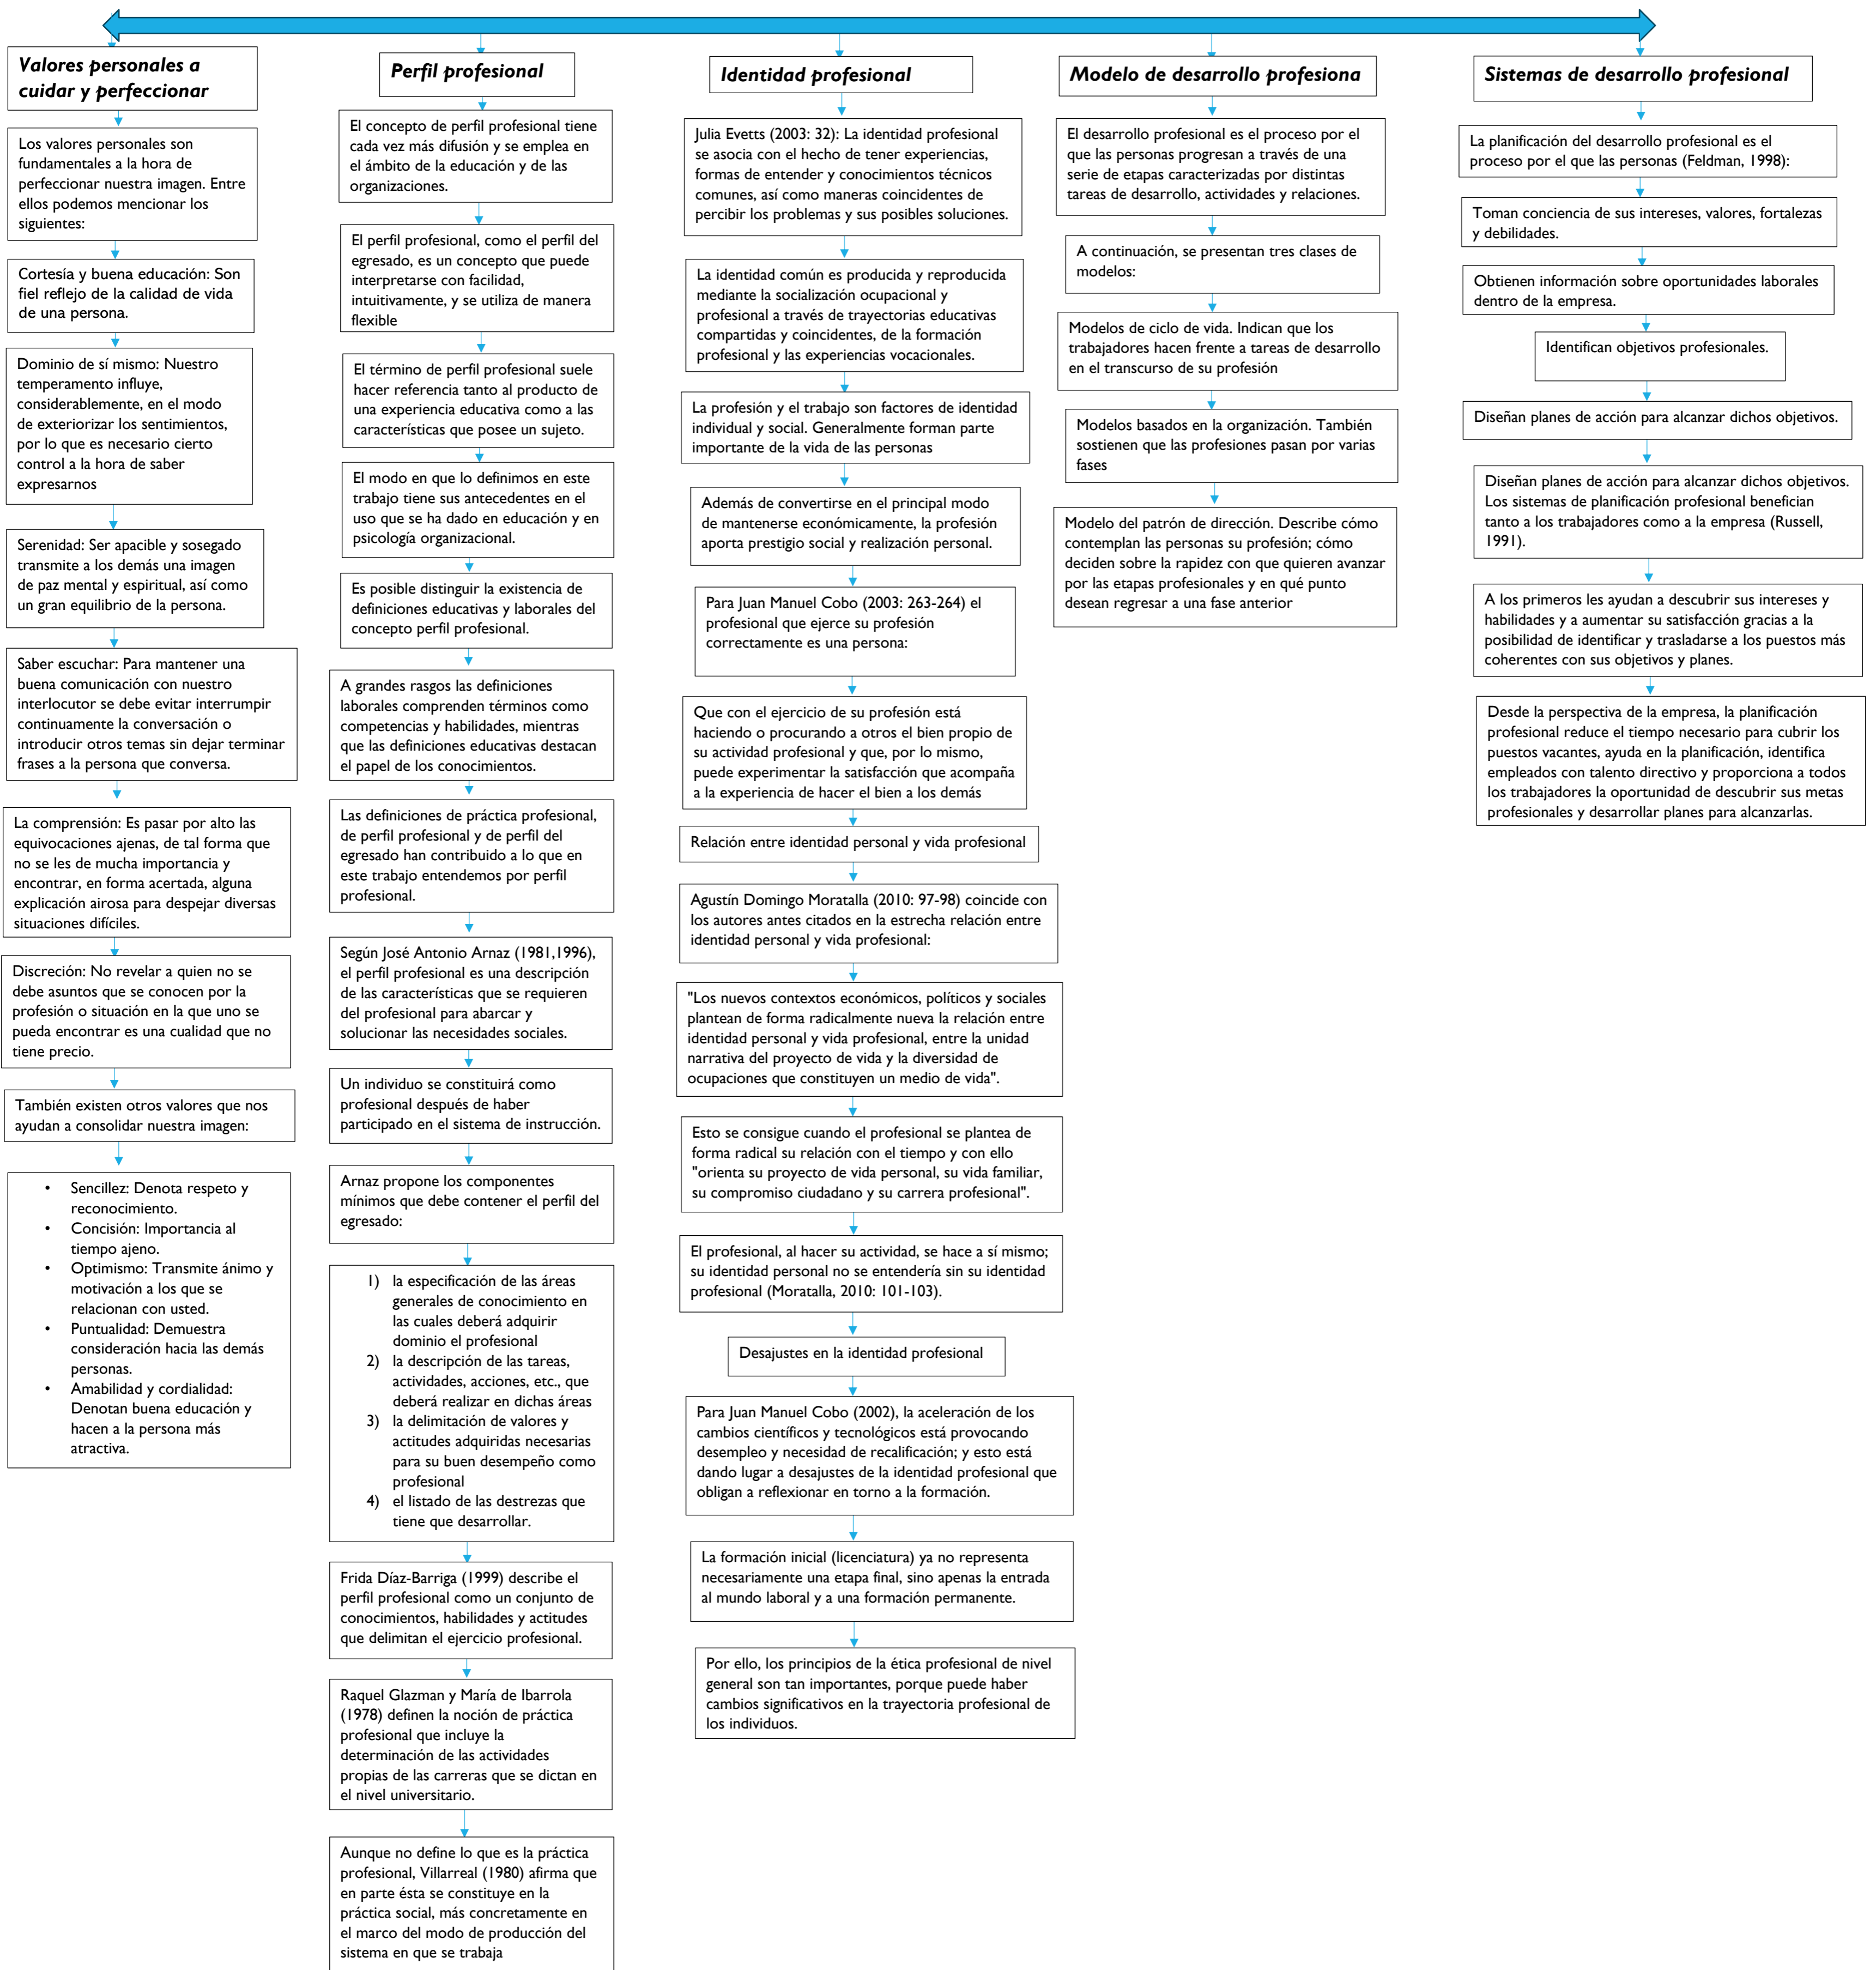 Valores personales a
cuidar y perfeccionar
Los valores personales son
fundamentales a la hora de
perfeccionar nuestra imagen. Entre
ellos podemos mencionar los
siguientes:
Cortesía y buena educación: Son
fiel reflejo de la calidad de vida
de una persona.
Dominio de sí mismo: Nuestro
temperamento influye,
considerablemente, en el modo
de exteriorizar los sentimientos,
por lo que es necesario cierto
control a la hora de saber
expresarnos
Serenidad: Ser apacible y sosegado
transmite a los demás una imagen
de paz mental y espiritual, así como
un gran equilibrio de la persona.
Saber escuchar: Para mantener una
buena comunicación con nuestro
interlocutor se debe evitar interrumpir
continuamente la conversación o
introducir otros temas sin dejar terminar
frases a la persona que conversa.
La comprensión: Es pasar por alto las
equivocaciones ajenas, de tal forma que
no se les de mucha importancia y
encontrar, en forma acertada, alguna
explicación airosa para despejar diversas
situaciones difíciles.
Discreción: No revelar a quien no se
debe asuntos que se conocen por la
profesión o situación en la que uno se
pueda encontrar es una cualidad que no
tiene precio.
También existen otros valores que nos
ayudan a consolidar nuestra imagen:
• Sencillez: Denota respeto y
reconocimiento.
• Concisión: Importancia al
tiempo ajeno.
• Optimismo: Transmite ánimo y
motivación a los que se
relacionan con usted.
• Puntualidad: Demuestra
consideración hacia las demás
personas.
• Amabilidad y cordialidad:
Denotan buena educación y
hacen a la persona más
atractiva.
Perfil profesional
El concepto de perfil profesional tiene
cada vez más difusión y se emplea en
el ámbito de la educación y de las
organizaciones.
El perfil profesional, como el perfil del
egresado, es un concepto que puede
interpretarse con facilidad,
intuitivamente, y se utiliza de manera
flexible
El término de perfil profesional suele
hacer referencia tanto al producto de
una experiencia educativa como a las
características que posee un sujeto.
El modo en que lo definimos en este
trabajo tiene sus antecedentes en el
uso que se ha dado en educación y en
psicología organizacional.
Es posible distinguir la existencia de
definiciones educativas y laborales del
concepto perfil profesional.
A grandes rasgos las definiciones
laborales comprenden términos como
competencias y habilidades, mientras
que las definiciones educativas destacan
el papel de los conocimientos.
Las definiciones de práctica profesional,
de perfil profesional y de perfil del
egresado han contribuido a lo que en
este trabajo entendemos por perfil
profesional.
Según José Antonio Arnaz (1981,1996),
el perfil profesional es una descripción
de las características que se requieren
del profesional para abarcar y
solucionar las necesidades sociales.
Un individuo se constituirá como
profesional después de haber
participado en el sistema de instrucción.
Arnaz propone los componentes
mínimos que debe contener el perfil del
egresado:
1) la especificación de las áreas
generales de conocimiento en
las cuales deberá adquirir
dominio el profesional
2) la descripción de las tareas,
actividades, acciones, etc., que
deberá realizar en dichas áreas
3) la delimitación de valores y
actitudes adquiridas necesarias
para su buen desempeño como
profesional
4) el listado de las destrezas que
tiene que desarrollar.
Frida Díaz-Barriga (1999) describe el
perfil profesional como un conjunto de
conocimientos, habilidades y actitudes
que delimitan el ejercicio profesional.
Raquel Glazman y María de Ibarrola
(1978) definen la noción de práctica
profesional que incluye la
determinación de las actividades
propias de las carreras que se dictan en
el nivel universitario.
Aunque no define lo que es la práctica
profesional, Villarreal (1980) afirma que
en parte ésta se constituye en la
práctica social, más concretamente en
el marco del modo de producción del
sistema en que se trabaja
Identidad profesional
Julia Evetts (2003: 32): La identidad profesional
se asocia con el hecho de tener experiencias,
formas de entender y conocimientos técnicos
comunes, así como maneras coincidentes de
percibir los problemas y sus posibles soluciones.
La identidad común es producida y reproducida
mediante la socialización ocupacional y
profesional a través de trayectorias educativas
compartidas y coincidentes, de la formación
profesional y las experiencias vocacionales.
La profesión y el trabajo son factores de identidad
individual y social. Generalmente forman parte
importante de la vida de las personas
Además de convertirse en el principal modo
de mantenerse económicamente, la profesión
aporta prestigio social y realización personal.
Para Juan Manuel Cobo (2003: 263-264) el
profesional que ejerce su profesión
correctamente es una persona:
Que con el ejercicio de su profesión está
haciendo o procurando a otros el bien propio de
su actividad profesional y que, por lo mismo,
puede experimentar la satisfacción que acompaña
a la experiencia de hacer el bien a los demás
Relación entre identidad personal y vida profesional
Agustín Domingo Moratalla (2010: 97-98) coincide con
los autores antes citados en la estrecha relación entre
identidad personal y vida profesional:
"Los nuevos contextos económicos, políticos y sociales
plantean de forma radicalmente nueva la relación entre
identidad personal y vida profesional, entre la unidad
narrativa del proyecto de vida y la diversidad de
ocupaciones que constituyen un medio de vida".
Esto se consigue cuando el profesional se plantea de
forma radical su relación con el tiempo y con ello
"orienta su proyecto de vida personal, su vida familiar,
su compromiso ciudadano y su carrera profesional".
El profesional, al hacer su actividad, se hace a sí mismo;
su identidad personal no se entendería sin su identidad
profesional (Moratalla, 2010: 101-103).
Desajustes en la identidad profesional
Para Juan Manuel Cobo (2002), la aceleración de los
cambios científicos y tecnológicos está provocando
desempleo y necesidad de recalificación; y esto está
dando lugar a desajustes de la identidad profesional que
obligan a reflexionar en torno a la formación.
La formación inicial (licenciatura) ya no representa
necesariamente una etapa final, sino apenas la entrada
al mundo laboral y a una formación permanente.
Por ello, los principios de la ética profesional de nivel
general son tan importantes, porque puede haber
cambios significativos en la trayectoria profesional de
los individuos.
Modelo de desarrollo profesiona
El desarrollo profesional es el proceso por el
que las personas progresan a través de una
serie de etapas caracterizadas por distintas
tareas de desarrollo, actividades y relaciones.
A continuación, se presentan tres clases de
modelos:
Modelos de ciclo de vida. Indican que los
trabajadores hacen frente a tareas de desarrollo
en el transcurso de su profesión
Modelos basados en la organización. También
sostienen que las profesiones pasan por varias
fases
Modelo del patrón de dirección. Describe cómo
contemplan las personas su profesión; cómo
deciden sobre la rapidez con que quieren avanzar
por las etapas profesionales y en qué punto
desean regresar a una fase anterior
Sistemas de desarrollo profesional
La planificación del desarrollo profesional es el
proceso por el que las personas (Feldman, 1998):
Toman conciencia de sus intereses, valores, fortalezas
y debilidades.
Obtienen información sobre oportunidades laborales
dentro de la empresa.
Identifican objetivos profesionales.
Diseñan planes de acción para alcanzar dichos objetivos.
Diseñan planes de acción para alcanzar dichos objetivos.
Los sistemas de planificación profesional benefician
tanto a los trabajadores como a la empresa (Russell,
1991).
A los primeros les ayudan a descubrir sus intereses y
habilidades y a aumentar su satisfacción gracias a la
posibilidad de identificar y trasladarse a los puestos más
coherentes con sus objetivos y planes.
Desde la perspectiva de la empresa, la planificación
profesional reduce el tiempo necesario para cubrir los
puestos vacantes, ayuda en la planificación, identifica
empleados con talento directivo y proporciona a todos
los trabajadores la oportunidad de descubrir sus metas
profesionales y desarrollar planes para alcanzarlas.